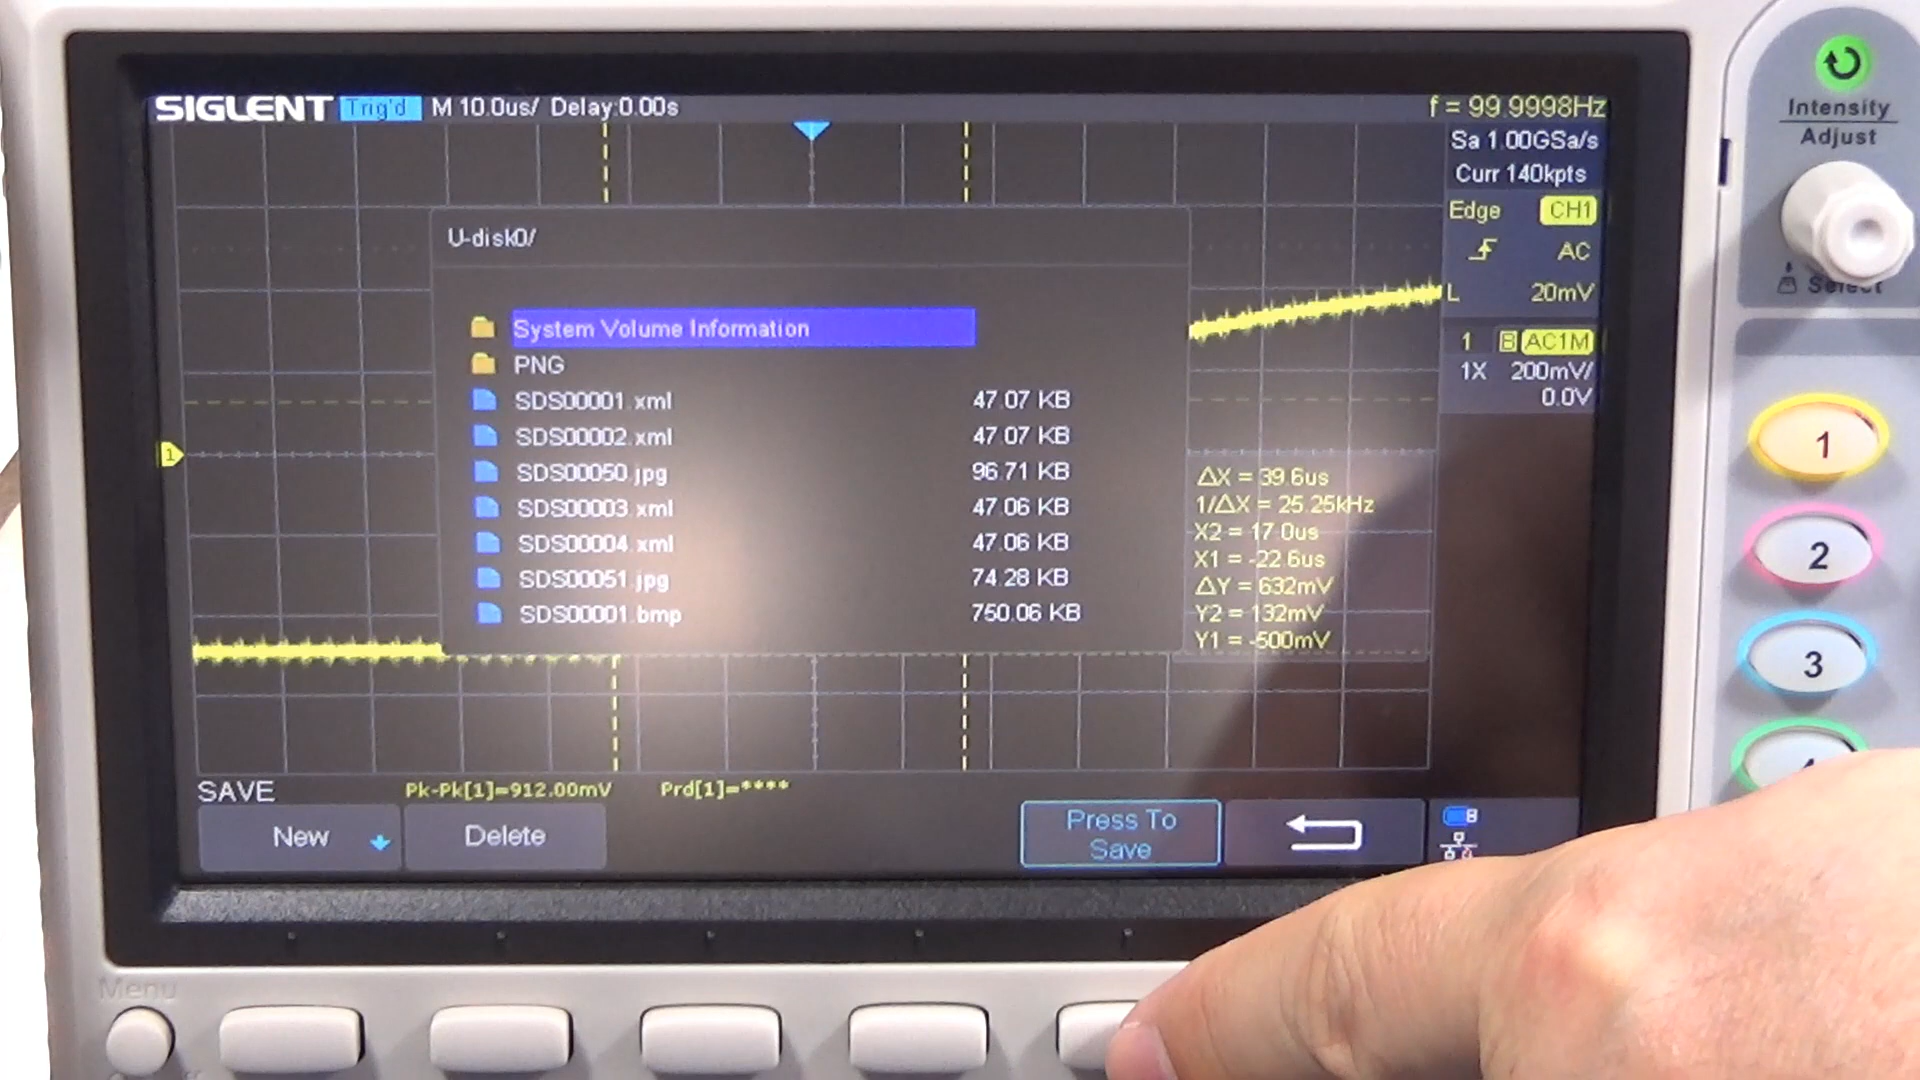 SIGLENT Trig'd M 10.0us/ Delay:0.00s f = 99.9998Hz
Sa 1.00GSa/s
Curr 140kpts
Edge CH1
AC
L 20mV
1 B AC1M
1X 200mV/
0.0V
U-disk0/
System Volume Information
PNG
SDS00001.xml 47.07 KB
SDS00002.xml 47.07 KB
SDS00050.jpg 96.71 KB
SDS00003.xml 47.06 KB
SDS00004.xml 47.06 KB
SDS00051.jpg 74.28 KB
SDS00001.bmp 750.06 KB
1
ΔX = 39.6us
1/ΔX = 25.25kHz
X2 = 17.0us
X1 = -22.6us
ΔY = 632mV
Y2 = 132mV
Y1 = -500mV
SAVE Pk-Pk[1]=912.00mV Prd[1]=****
New Delete
Press To
Save
Intensity
Adjust
Select
1
2
3
Menu